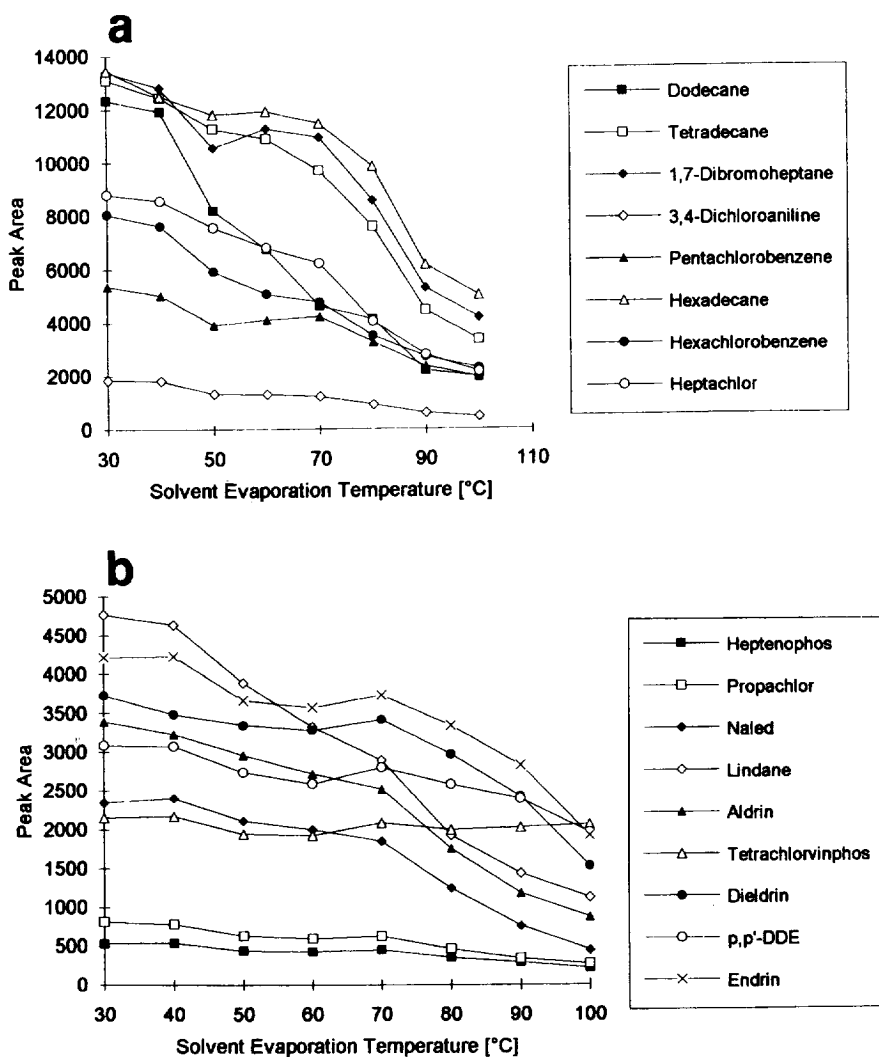 a
14000
12000
10000
8000
6000
4000
2000
0
Peak Area
30
50
70
90
110
Solvent Evaporation Temperature [°C]
Dodecane
Tetradecane
1,7-Dibromoheptane
3,4-Dichloroaniline
Pentachlorobenzene
Hexadecane
Hexachlorobenzene
Heptachlor
b
5000
4500
4000
3500
3000
2500
2000
1500
1000
500
0
Peak Area
30
40
50
60
70
80
90
100
Solvent Evaporation Temperature [°C]
Heptenophos
Propachlor
Naled
Lindane
Aldrin
Tetrachlorvinphos
Dieldrin
p,p'-DDE
Endrin